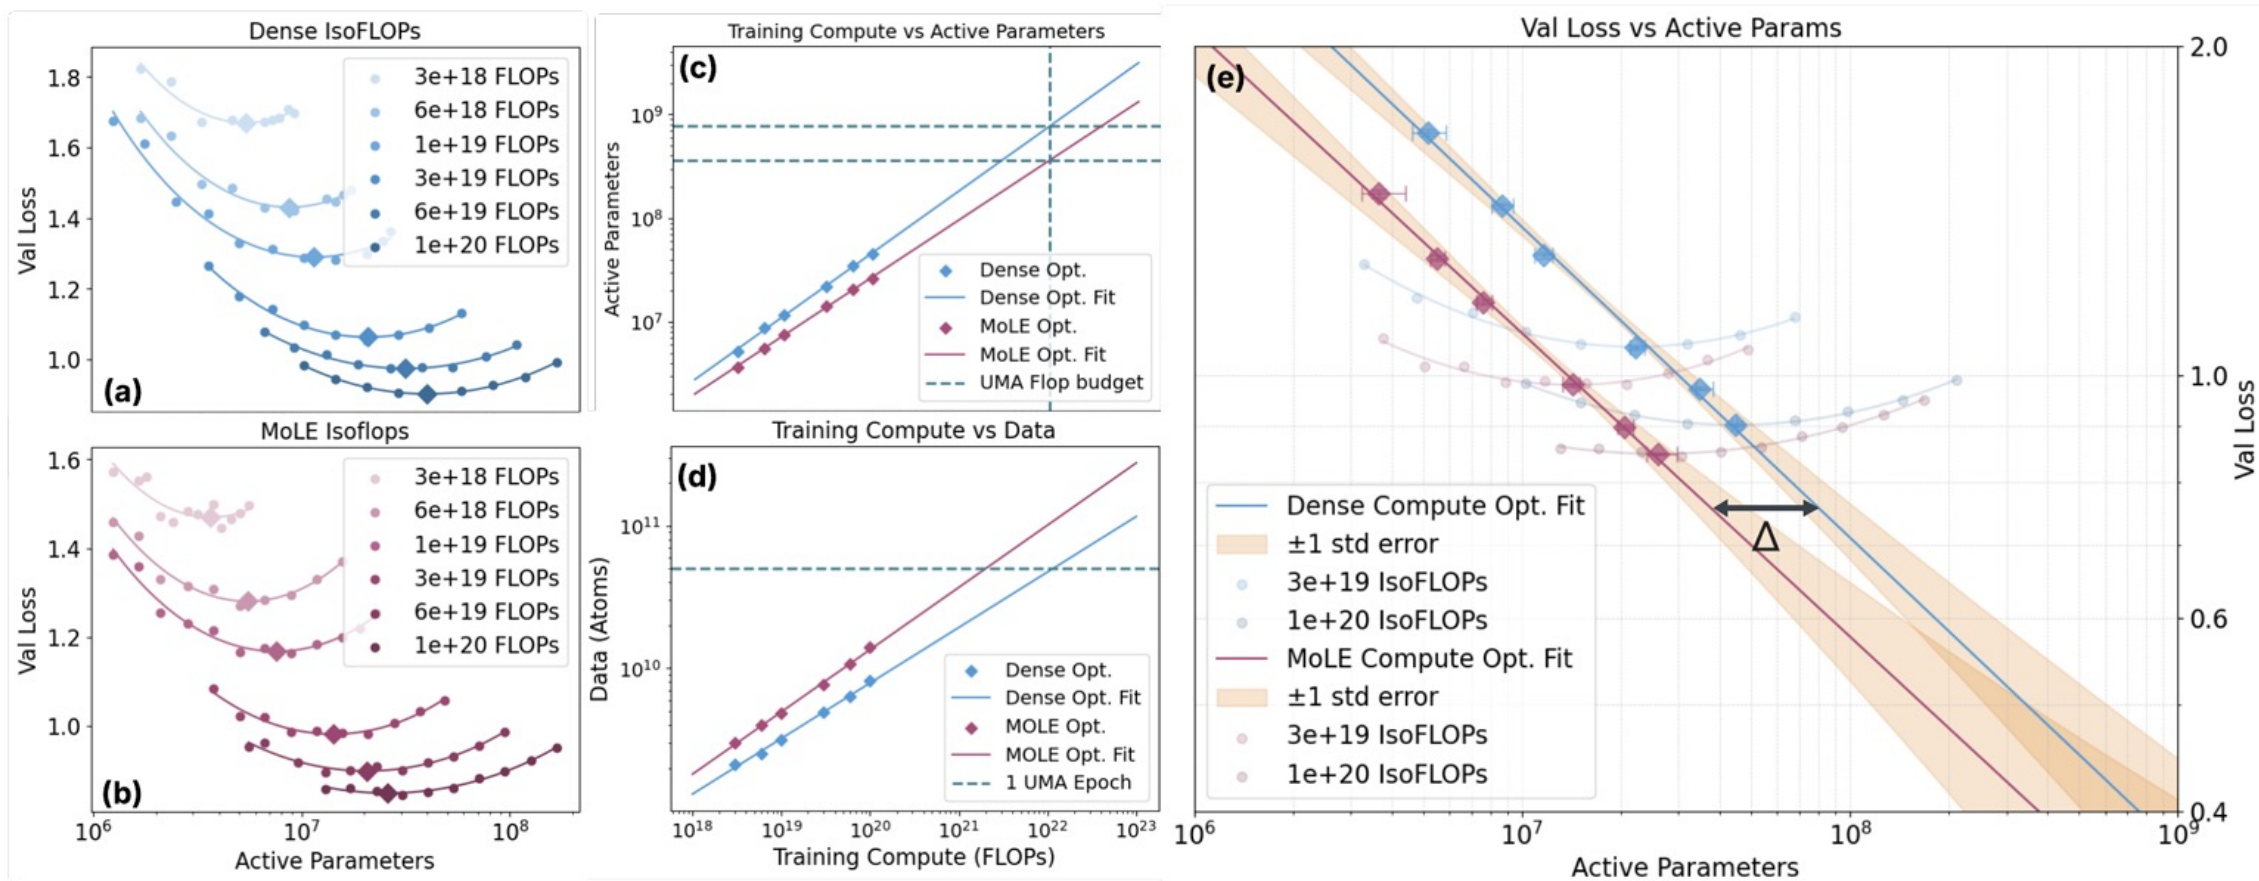 Dense IsoFLOPs
1.8
1.6
1.4
1.2
1.0
Val Loss
3e+18 FLOPs
6e+18 FLOPs
1e+19 FLOPs
3e+19 FLOPs
6e+19 FLOPs
1e+20 FLOPs
(a)
MoLE Isoflops
1.6
1.4
1.2
1.0
Val Loss
3e+18 FLOPs
6e+18 FLOPs
1e+19 FLOPs
3e+19 FLOPs
6e+19 FLOPs
1e+20 FLOPs
(b)
10⁶ 10⁷ 10⁸
Active Parameters
Training Compute vs Active Parameters
(c)
10⁹
10⁸
10⁷
Active Parameters
Dense Opt.
Dense Opt. Fit
MoLE Opt.
MoLE Opt. Fit
UMA Flop budget
Training Compute vs Data
(d)
10¹¹
10¹⁰
Data (Atoms)
Dense Opt.
Dense Opt. Fit
MOLE Opt.
MOLE Opt. Fit
1 UMA Epoch
10¹⁸ 10¹⁹ 10²⁰ 10²¹ 10²² 10²³
Training Compute (FLOPs)
Val Loss vs Active Params
(e)
2.0
1.0
0.6
0.4
Val Loss
Δ
Dense Compute Opt. Fit
±1 std error
3e+19 IsoFLOPs
1e+20 IsoFLOPs
MoLE Compute Opt. Fit
±1 std error
3e+19 IsoFLOPs
1e+20 IsoFLOPs
10⁶ 10⁷ 10⁸ 10⁹
Active Parameters